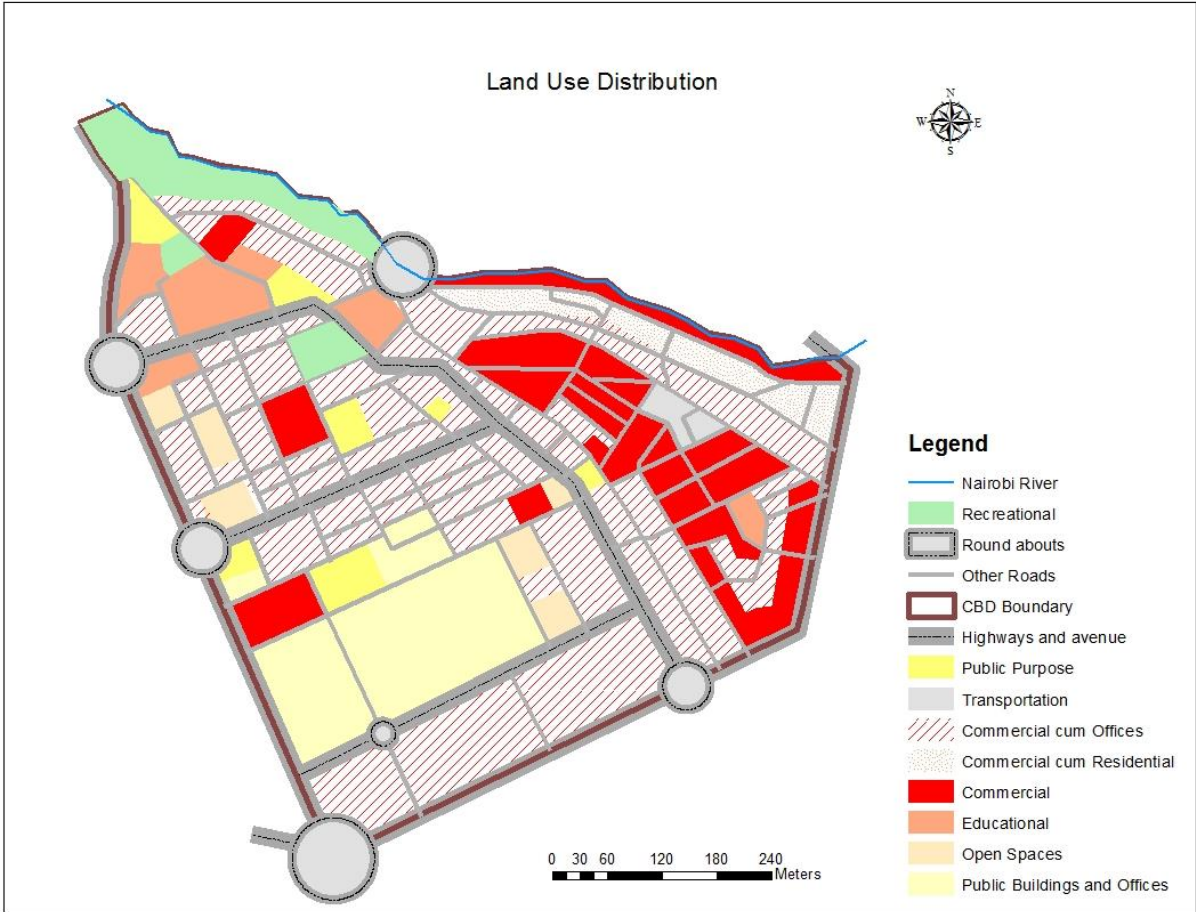 Land Use Distribution
N
W E
S
Legend
Nairobi River
Recreational
Round abouts
Other Roads
CBD Boundary
Highways and avenue
Public Purpose
Transportation
Commercial cum Offices
Commercial cum Residential
Commercial
Educational
Open Spaces
Public Buildings and Offices
0 30 60 120 180 240
Meters